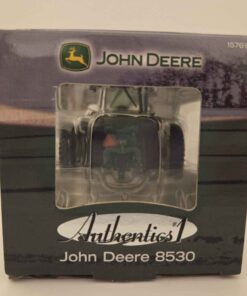 JOHN DEERE
Authentics #1
John Deere 8530